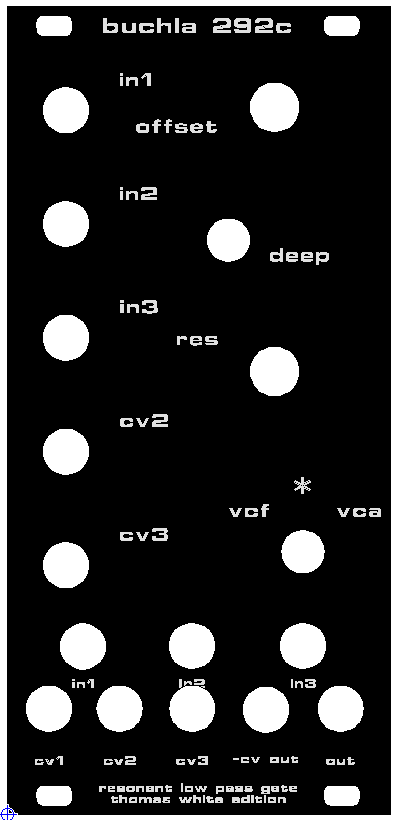 buchla 292c
in1
offset
in2
deep
in3
res
cv2
*
vcf vca
cv3
in1 In2 In3
cv1 cv2 cv3 -cv out out
resonant low pass gate
thomas white edition